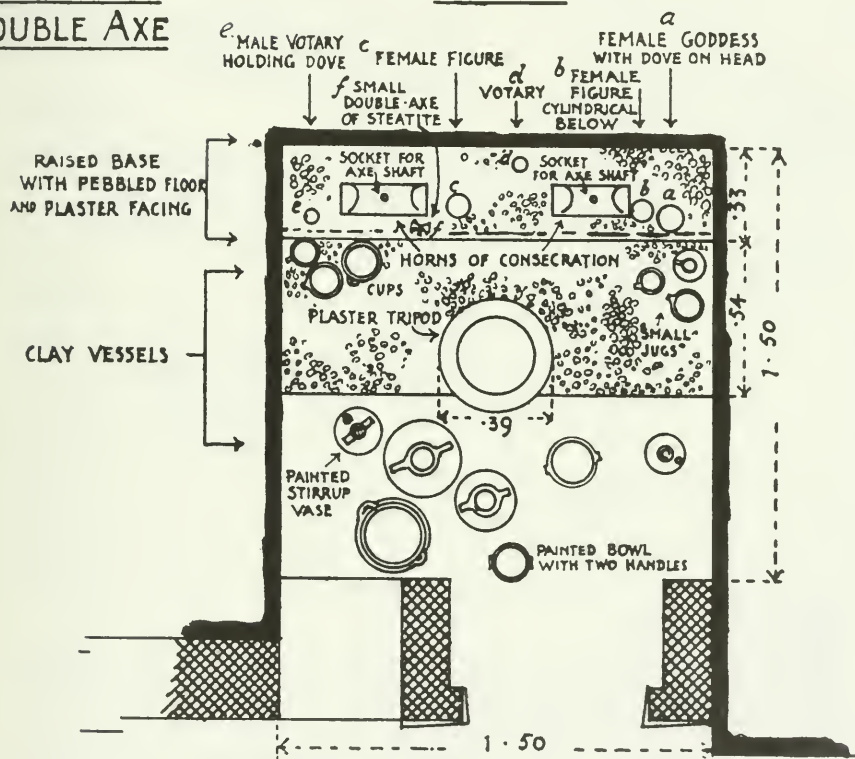 DOUBLE AXE
e. MALE VOTARY
HOLDING DOVE
c FEMALE FIGURE
f SMALL
DOUBLE-AXE
OF STEATITE
d
VOTARY
b FEMALE
FIGURE
CYLINDRICAL
BELOW
a
FEMALE GODDESS
WITH DOVE ON HEAD
RAISED BASE
WITH PEBBLED FLOOR
AND PLASTER FACING
SOCKET FOR
AXE SHAFT
SOCKET
FOR AXE SHAFT
e
c
d
b
a
f
.33
HORNS OF CONSECRATION
CUPS
PLASTER TRIPOD
SMALL
JUGS
.54
1.50
CLAY VESSELS
.39
PAINTED
STIRRUP
VASE
PAINTED BOWL
WITH TWO HANDLES
1.50